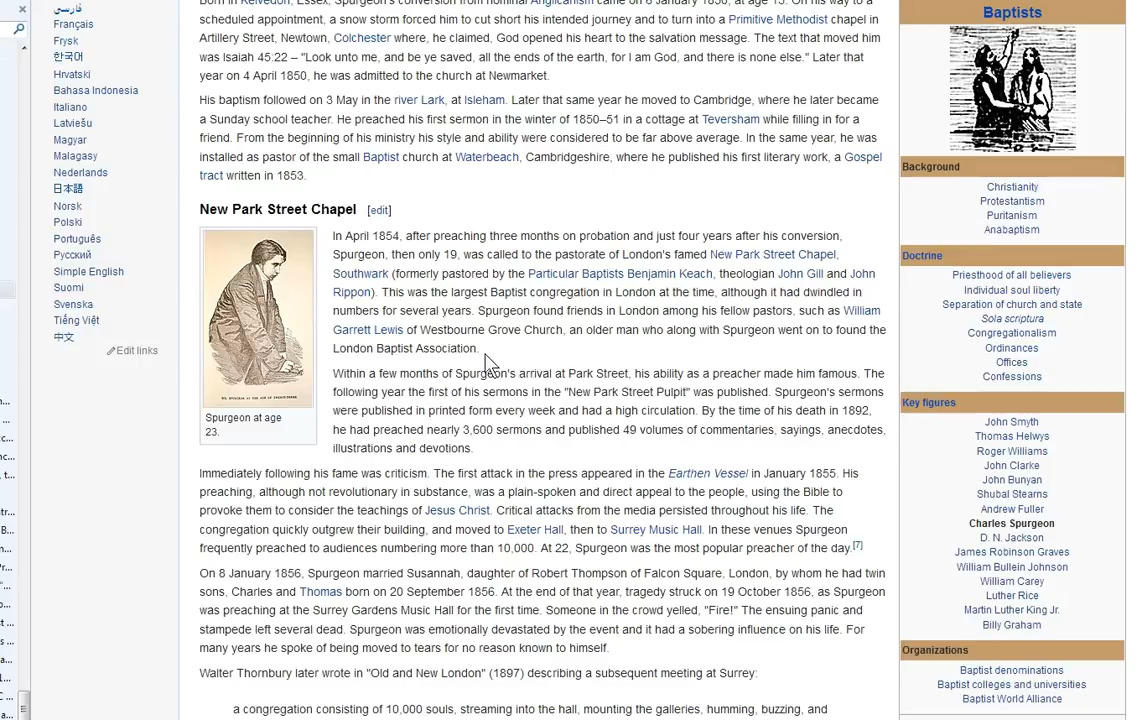 فارسی
Français
Frysk
한국어
Hrvatski
Bahasa Indonesia
Italiano
Latviešu
Magyar
Malagasy
Nederlands
日本語
Norsk
Polski
Português
Русский
Simple English
Suomi
Svenska
Tiếng Việt
中文
Edit links
scheduled appointment, a snow storm forced him to cut short his intended journey and to turn into a Primitive Methodist chapel in
Artillery Street, Newtown, Colchester where, he claimed, God opened his heart to the salvation message. The text that moved him
was Isaiah 45:22 – "Look unto me, and be ye saved, all the ends of the earth, for I am God, and there is none else." Later that
year on 4 April 1850, he was admitted to the church at Newmarket.
His baptism followed on 3 May in the river Lark, at Isleham. Later that same year he moved to Cambridge, where he later became
a Sunday school teacher. He preached his first sermon in the winter of 1850–51 in a cottage at Teversham while filling in for a
friend. From the beginning of his ministry his style and ability were considered to be far above average. In the same year, he was
installed as pastor of the small Baptist church at Waterbeach, Cambridgeshire, where he published his first literary work, a Gospel
tract written in 1853.
New Park Street Chapel [edit]
Spurgeon at age
23.
In April 1854, after preaching three months on probation and just four years after his conversion,
Spurgeon, then only 19, was called to the pastorate of London's famed New Park Street Chapel,
Southwark (formerly pastored by the Particular Baptists Benjamin Keach, theologian John Gill and John
Rippon). This was the largest Baptist congregation in London at the time, although it had dwindled in
numbers for several years. Spurgeon found friends in London among his fellow pastors, such as William
Garrett Lewis of Westbourne Grove Church, an older man who along with Spurgeon went on to found the
London Baptist Association.
Within a few months of Spurgeon's arrival at Park Street, his ability as a preacher made him famous. The
following year the first of his sermons in the "New Park Street Pulpit" was published. Spurgeon's sermons
were published in printed form every week and had a high circulation. By the time of his death in 1892,
he had preached nearly 3,600 sermons and published 49 volumes of commentaries, sayings, anecdotes,
illustrations and devotions.
Immediately following his fame was criticism. The first attack in the press appeared in the Earthen Vessel in January 1855. His
preaching, although not revolutionary in substance, was a plain-spoken and direct appeal to the people, using the Bible to
provoke them to consider the teachings of Jesus Christ. Critical attacks from the media persisted throughout his life. The
congregation quickly outgrew their building, and moved to Exeter Hall, then to Surrey Music Hall. In these venues Spurgeon
frequently preached to audiences numbering more than 10,000. At 22, Spurgeon was the most popular preacher of the day.[7]
On 8 January 1856, Spurgeon married Susannah, daughter of Robert Thompson of Falcon Square, London, by whom he had twin
sons, Charles and Thomas born on 20 September 1856. At the end of that year, tragedy struck on 19 October 1856, as Spurgeon
was preaching at the Surrey Gardens Music Hall for the first time. Someone in the crowd yelled, "Fire!" The ensuing panic and
stampede left several dead. Spurgeon was emotionally devastated by the event and it had a sobering influence on his life. For
many years he spoke of being moved to tears for no reason known to himself.
Walter Thornbury later wrote in "Old and New London" (1897) describing a subsequent meeting at Surrey:
a congregation consisting of 10,000 souls, streaming into the hall, mounting the galleries, humming, buzzing, and
Baptists
Background
Christianity
Protestantism
Puritanism
Anabaptism
Doctrine
Priesthood of all believers
Individual soul liberty
Separation of church and state
Sola scriptura
Congregationalism
Ordinances
Offices
Confessions
Key figures
John Smyth
Thomas Helwys
Roger Williams
John Clarke
John Bunyan
Shubal Stearns
Andrew Fuller
Charles Spurgeon
D. N. Jackson
James Robinson Graves
William Bullein Johnson
William Carey
Luther Rice
Martin Luther King Jr.
Billy Graham
Organizations
Baptist denominations
Baptist colleges and universities
Baptist World Alliance